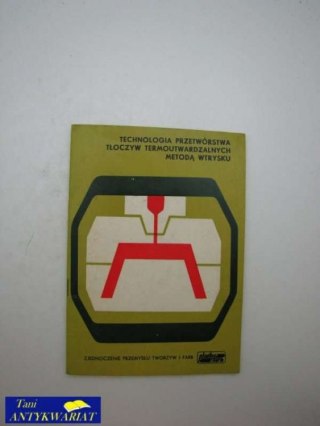 TECHNOLOGIA PRZETWÓRSTWA
TŁOCZYW TERMOUTWARDZALNYCH
METODĄ WTRYSKU
ZJEDNOCZENIE PRZEMYSŁU TWORZYW I FARB
Tani
ANTYKWARIAT